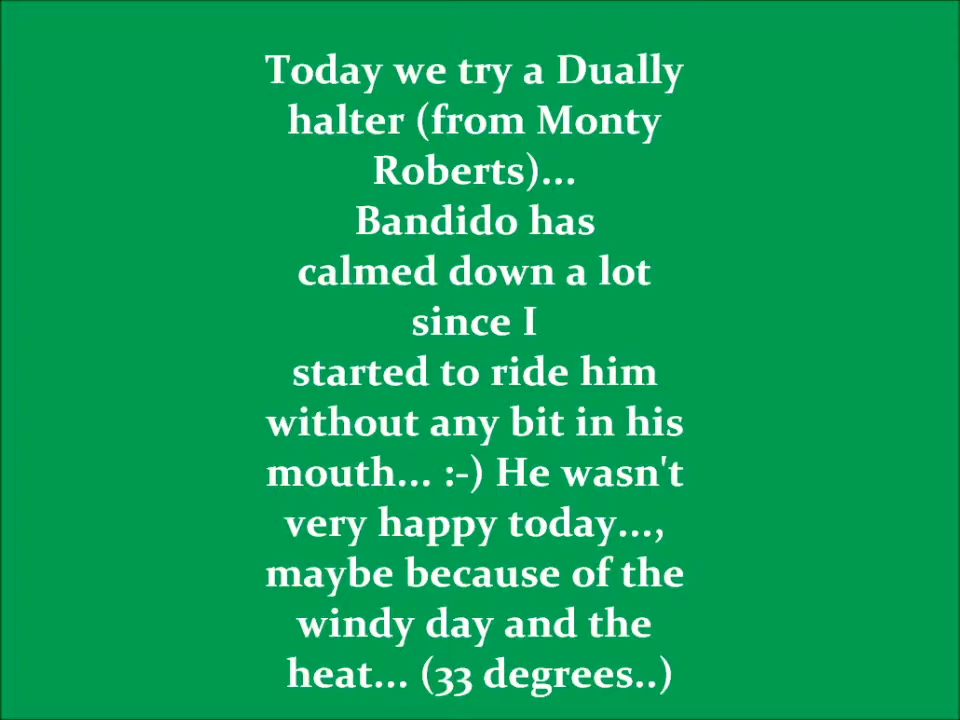 Today we try a Dually
halter (from Monty
Roberts)...
Bandido has
calmed down a lot
since I
started to ride him
without any bit in his
mouth... :-) He wasn't
very happy today...,
maybe because of the
windy day and the
heat... (33 degrees..)